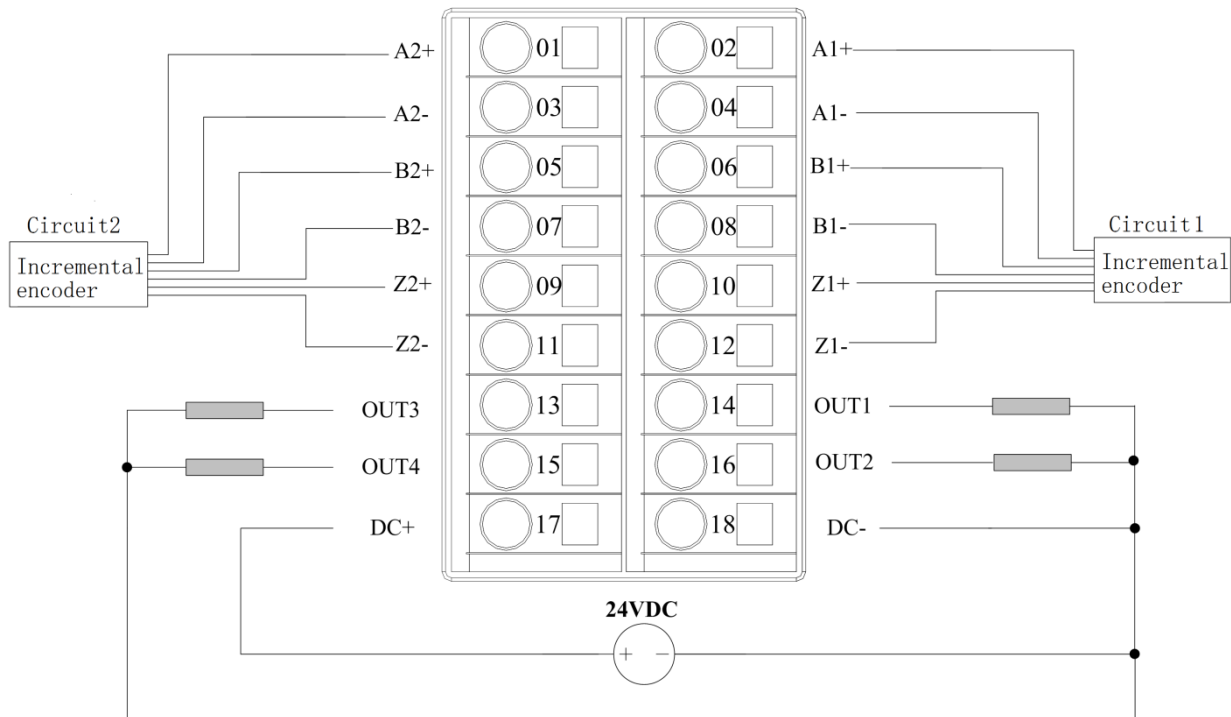 A2+ 01 02 A1+
A2- 03 04 A1-
B2+ 05 06 B1+
Circuit2 B2- 07 08 B1- Circuit1
Incremental
encoder
Z2+ 09 10 Z1+
Incremental
encoder
Z2- 11 12 Z1-
OUT3 13 14 OUT1
OUT4 15 16 OUT2
DC+ 17 18 DC-
24VDC
+ −